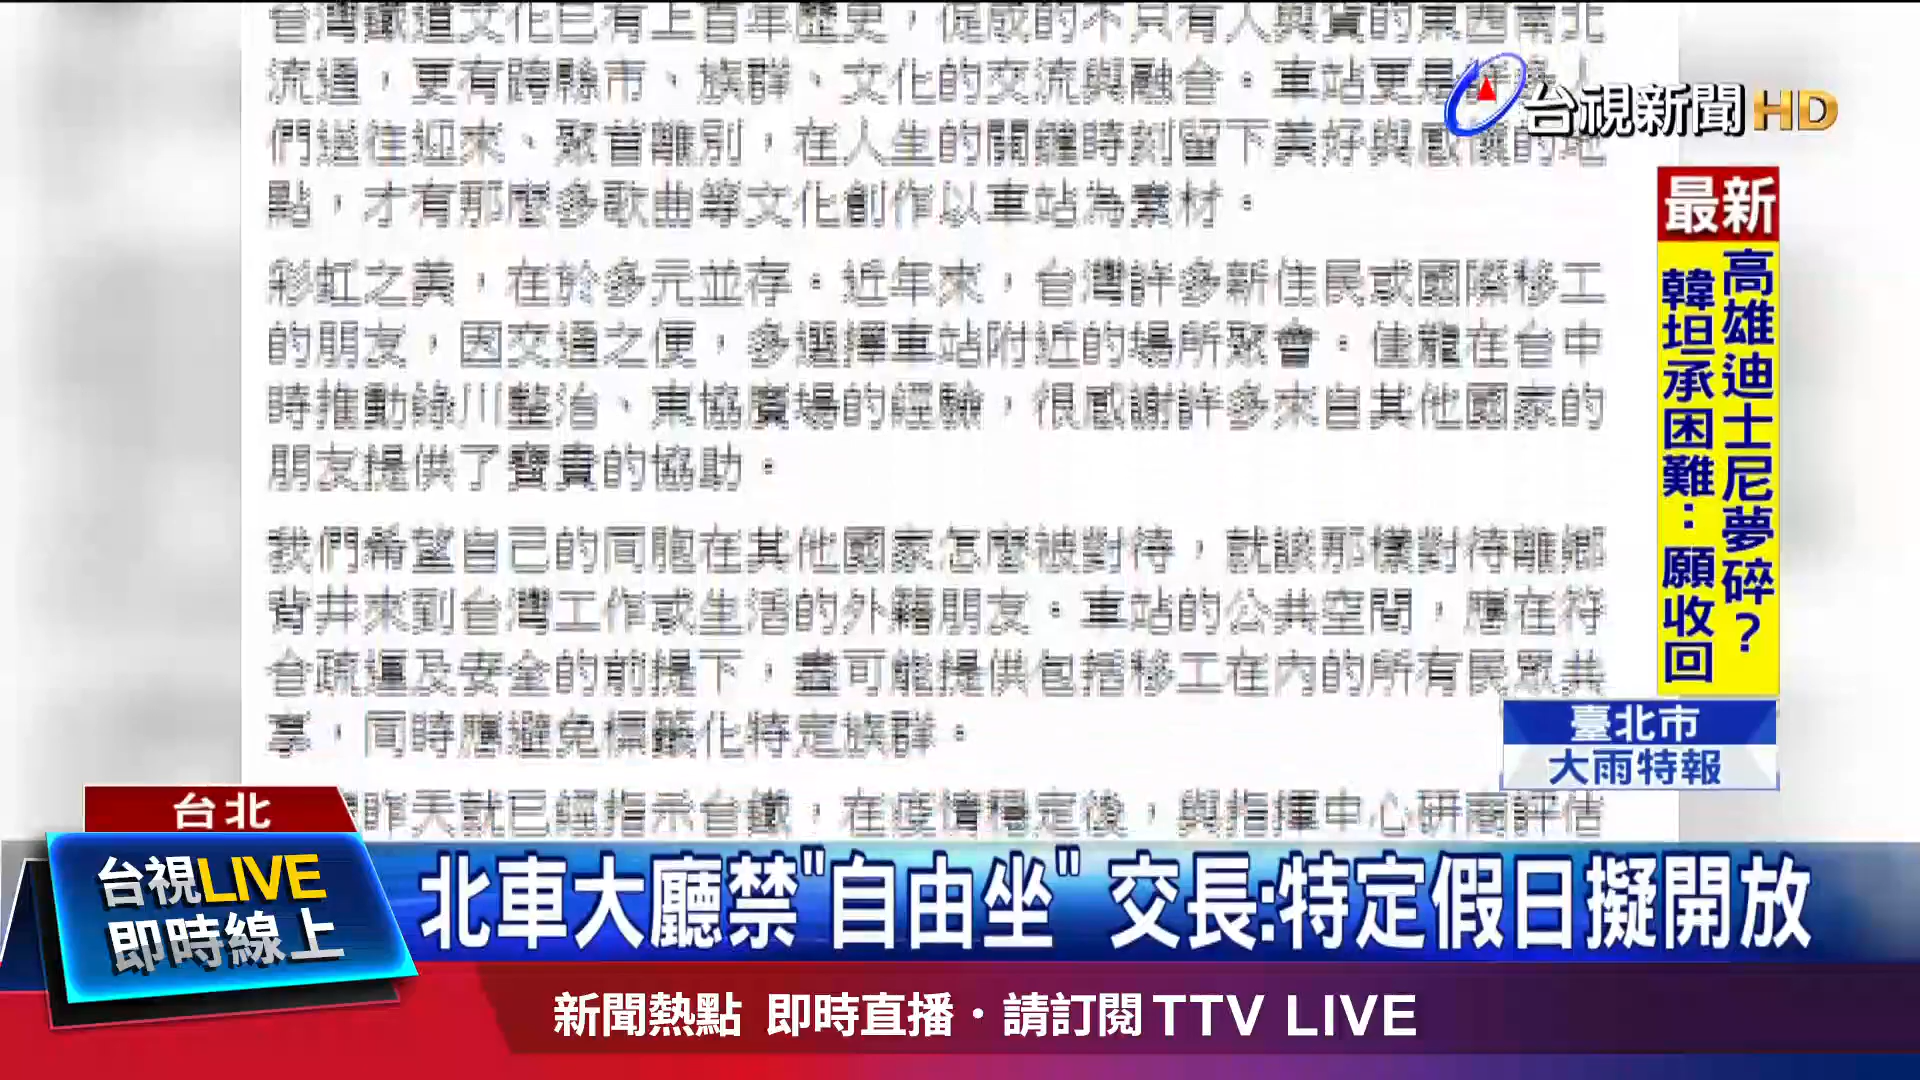 台灣鐵道文化已有上百年歷史，促成的不只有人與貨的東西南北
流通，更有跨縣市、族群、文化的交流與融合。車站更是
們送往迎來、聚首離別，在人生的關鍵時刻留下美好與感懷的地
點，才有那麼多歌曲等文化創作以車站為素材。
彩虹之美，在於多元並存。近年來，台灣許多新住民或國際移工
的朋友，因交通之便，多選擇車站附近的場所聚會。佳龍在台中
時推動綠川整治、東協廣場的經驗，很感謝許多來自其他國家的
朋友提供了寶貴的協助。
我們希望自己的同胞在其他國家怎麼被對待，就該那樣對待離鄉
背井來到台灣工作或生活的外籍朋友。車站的公共空間，應在符
合疏運及安全的前提下，盡可能提供包括移工在內的所有民眾共
享，同時應避免標籤化特定族群。
昨天就已經指示台鐵，在疫情穩定後，與指揮中心研商評估
台視新聞HD
最新
高雄迪士尼夢碎？
韓坦承困難：願收回
臺北市
大雨特報
台北
台視LIVE
即時線上
北車大廳禁"自由坐" 交長:特定假日擬開放
新聞熱點 即時直播・請訂閱TTV LIVE